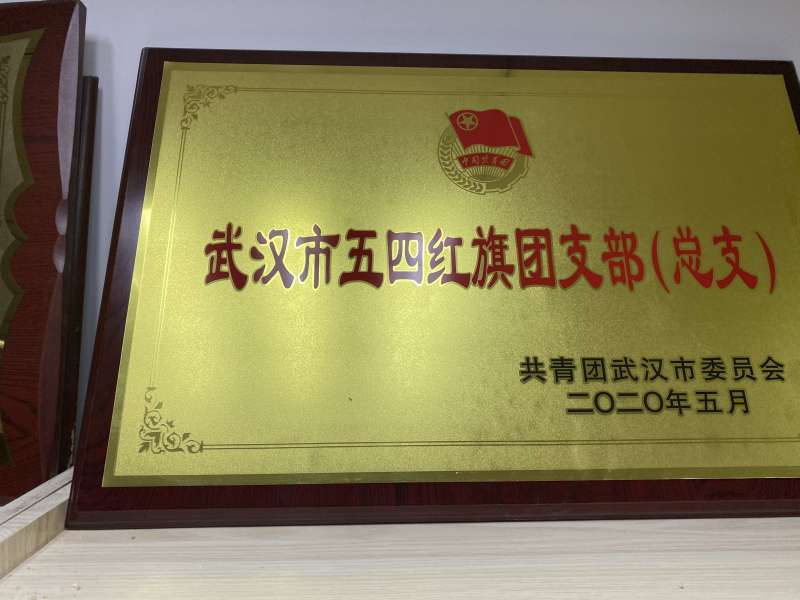 中国共青团
武汉市五四红旗团支部(总支)
共青团武汉市委员会
二〇二〇年五月